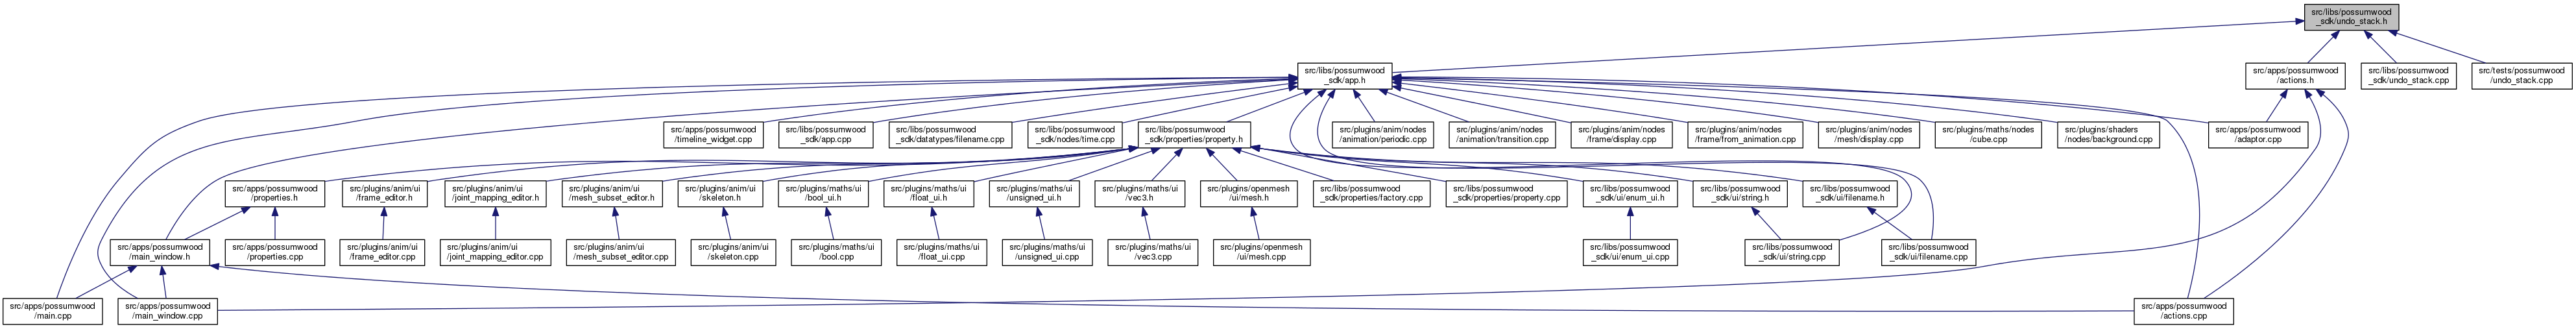 src/libs/possumwood
_sdk/undo_stack.h
src/libs/possumwood
_sdk/app.h
src/apps/possumwood
/actions.h
src/libs/possumwood
_sdk/undo_stack.cpp
src/tests/possumwood
/undo_stack.cpp
src/apps/possumwood
/timeline_widget.cpp
src/libs/possumwood
_sdk/app.cpp
src/libs/possumwood
_sdk/datatypes/filename.cpp
src/libs/possumwood
_sdk/nodes/time.cpp
src/libs/possumwood
_sdk/properties/property.h
src/plugins/anim/nodes
/animation/periodic.cpp
src/plugins/anim/nodes
/animation/transition.cpp
src/plugins/anim/nodes
/frame/display.cpp
src/plugins/anim/nodes
/frame/from_animation.cpp
src/plugins/anim/nodes
/mesh/display.cpp
src/plugins/maths/nodes
/cube.cpp
src/plugins/shaders
/nodes/background.cpp
src/apps/possumwood
/adaptor.cpp
src/apps/possumwood
/properties.h
src/plugins/anim/ui
/frame_editor.h
src/plugins/anim/ui
/joint_mapping_editor.h
src/plugins/anim/ui
/mesh_subset_editor.h
src/plugins/anim/ui
/skeleton.h
src/plugins/maths/ui
/bool_ui.h
src/plugins/maths/ui
/float_ui.h
src/plugins/maths/ui
/unsigned_ui.h
src/plugins/maths/ui
/vec3.h
src/plugins/openmesh
/ui/mesh.h
src/libs/possumwood
_sdk/properties/factory.cpp
src/libs/possumwood
_sdk/properties/property.cpp
src/libs/possumwood
_sdk/ui/enum_ui.h
src/libs/possumwood
_sdk/ui/string.h
src/libs/possumwood
_sdk/ui/filename.h
src/apps/possumwood
/main_window.h
src/apps/possumwood
/properties.cpp
src/plugins/anim/ui
/frame_editor.cpp
src/plugins/anim/ui
/joint_mapping_editor.cpp
src/plugins/anim/ui
/mesh_subset_editor.cpp
src/plugins/anim/ui
/skeleton.cpp
src/plugins/maths/ui
/bool.cpp
src/plugins/maths/ui
/float_ui.cpp
src/plugins/maths/ui
/unsigned_ui.cpp
src/plugins/maths/ui
/vec3.cpp
src/plugins/openmesh
/ui/mesh.cpp
src/libs/possumwood
_sdk/ui/enum_ui.cpp
src/libs/possumwood
_sdk/ui/string.cpp
src/libs/possumwood
_sdk/ui/filename.cpp
src/apps/possumwood
/main.cpp
src/apps/possumwood
/main_window.cpp
src/apps/possumwood
/actions.cpp